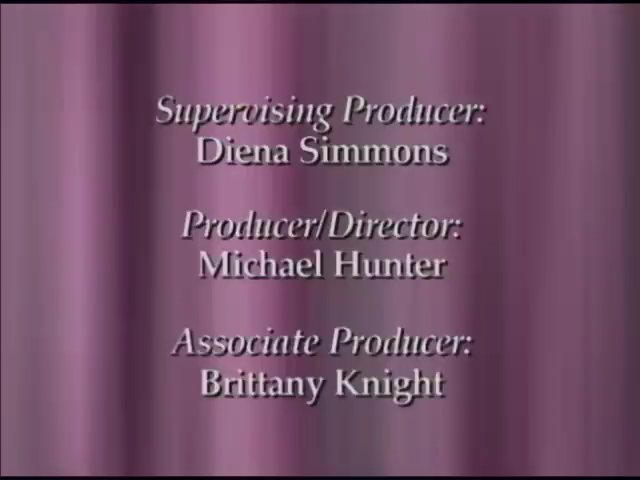 Supervising Producer:
Diena Simmons
Producer/Director:
Michael Hunter
Associate Producer:
Brittany Knight